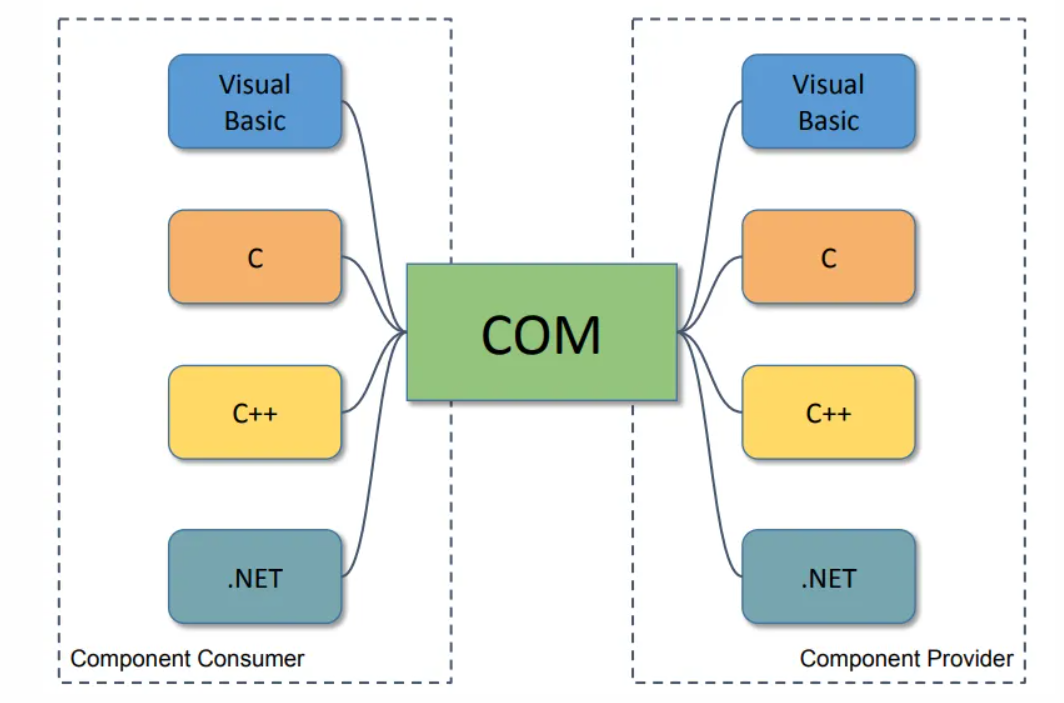 Visual
Basic
C
C++
.NET
Component Consumer
COM
Visual
Basic
C
C++
.NET
Component Provider